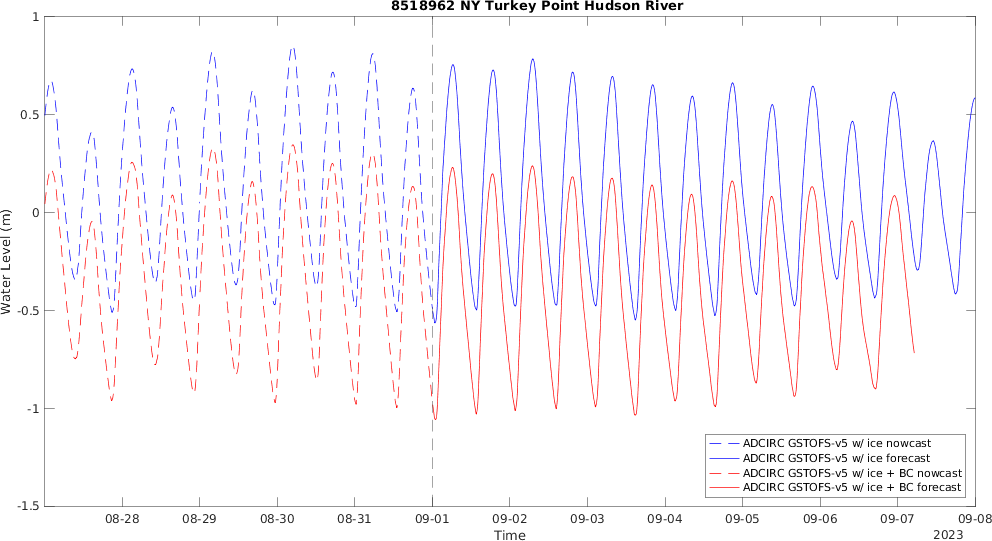 8518962 NY Turkey Point Hudson River
1
0.5
0
-0.5
-1
-1.5
Water Level (m)
ADCIRC GSTOFS-v5 w/ ice nowcast
ADCIRC GSTOFS-v5 w/ ice forecast
ADCIRC GSTOFS-v5 w/ ice + BC nowcast
ADCIRC GSTOFS-v5 w/ ice + BC forecast
08-28 08-29 08-30 08-31 09-01 09-02 09-03 09-04 09-05 09-06 09-07 09-08
Time
2023